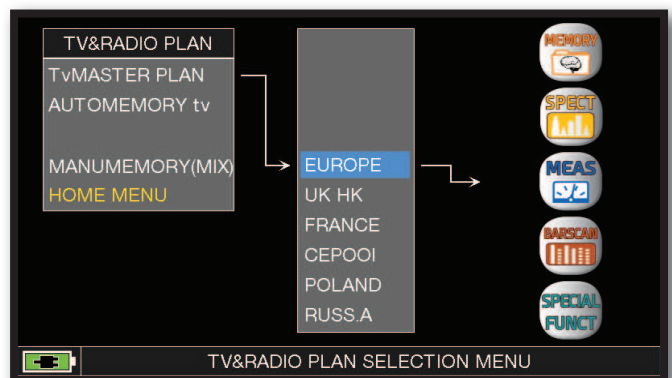 TV&RADIO PLAN
TvMASTER PLAN
AUTOMEMORY tv
MANUMEMORY(MIX)
HOME MENU
EUROPE
UK HK
FRANCE
CEPOOI
POLAND
RUSS.A
MEMORY
SPECT
MEAS
BARSCAN
SPECIAL
FUNCT
TV&RADIO PLAN SELECTION MENU